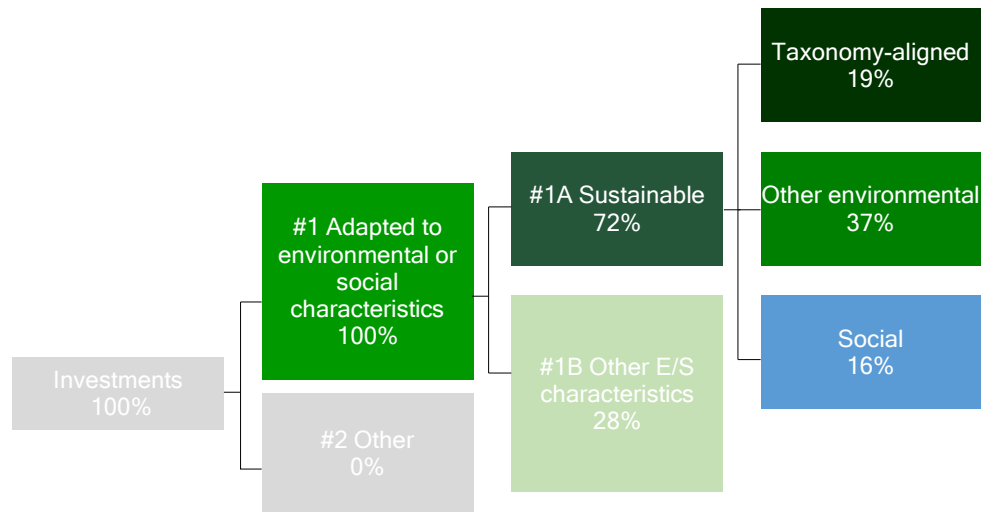 Investments
100%
#1 Adapted to
environmental or
social
characteristics
100%
#2 Other
0%
#1A Sustainable
72%
#1B Other E/S
characteristics
28%
Taxonomy-aligned
19%
Other environmental
37%
Social
16%